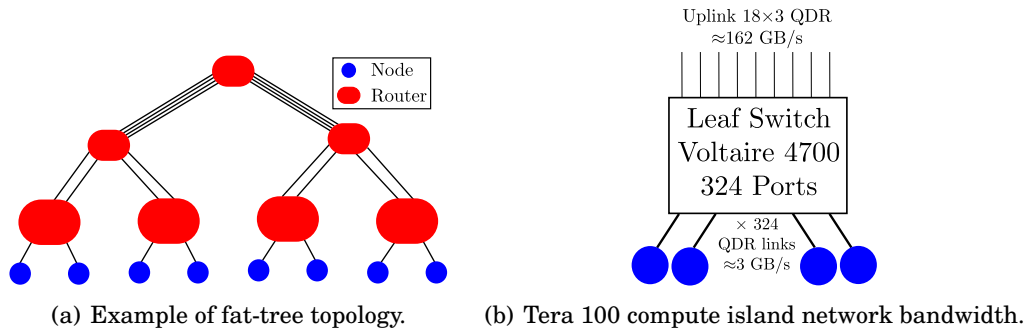 Node
Router
(a) Example of fat-tree topology.
Uplink 18×3 QDR
≈162 GB/s
Leaf Switch
Voltaire 4700
324 Ports
× 324
QDR links
≈3 GB/s
(b) Tera 100 compute island network bandwidth.